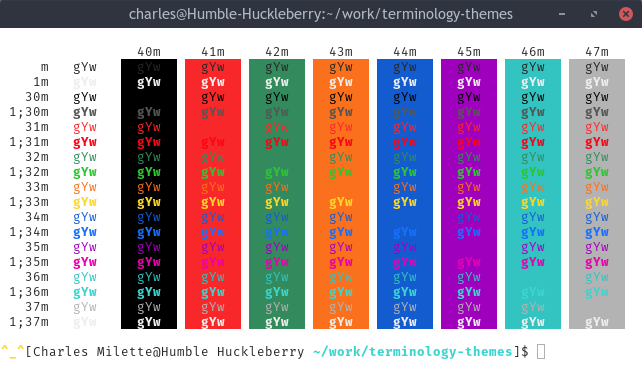 charles@Humble-Huckleberry:~/work/terminology-themes
40m 41m 42m 43m 44m 45m 46m 47m
m gYw gYw gYw gYw gYw gYw gYw gYw gYw
1m gYw gYw gYw gYw gYw gYw gYw gYw gYw
30m gYw gYw gYw gYw gYw gYw gYw gYw
1;30m gYw gYw gYw gYw gYw gYw gYw gYw gYw
31m gYw gYw gYw gYw gYw gYw gYw gYw
1;31m gYw gYw gYw gYw gYw gYw gYw gYw gYw
32m gYw gYw gYw gYw gYw gYw gYw gYw
1;32m gYw gYw gYw gYw gYw gYw gYw gYw gYw
33m gYw gYw gYw gYw gYw gYw gYw gYw
1;33m gYw gYw gYw gYw gYw gYw gYw gYw gYw
34m gYw gYw gYw gYw gYw gYw gYw gYw
1;34m gYw gYw gYw gYw gYw gYw gYw gYw gYw
35m gYw gYw gYw gYw gYw gYw gYw gYw
1;35m gYw gYw gYw gYw gYw gYw gYw gYw gYw
36m gYw gYw gYw gYw gYw gYw gYw gYw
1;36m gYw gYw gYw gYw gYw gYw gYw gYw gYw
37m gYw gYw gYw gYw gYw gYw gYw gYw
1;37m gYw gYw gYw gYw gYw gYw gYw gYw gYw
^_^[Charles Milette@Humble Huckleberry ~/work/terminology-themes]$